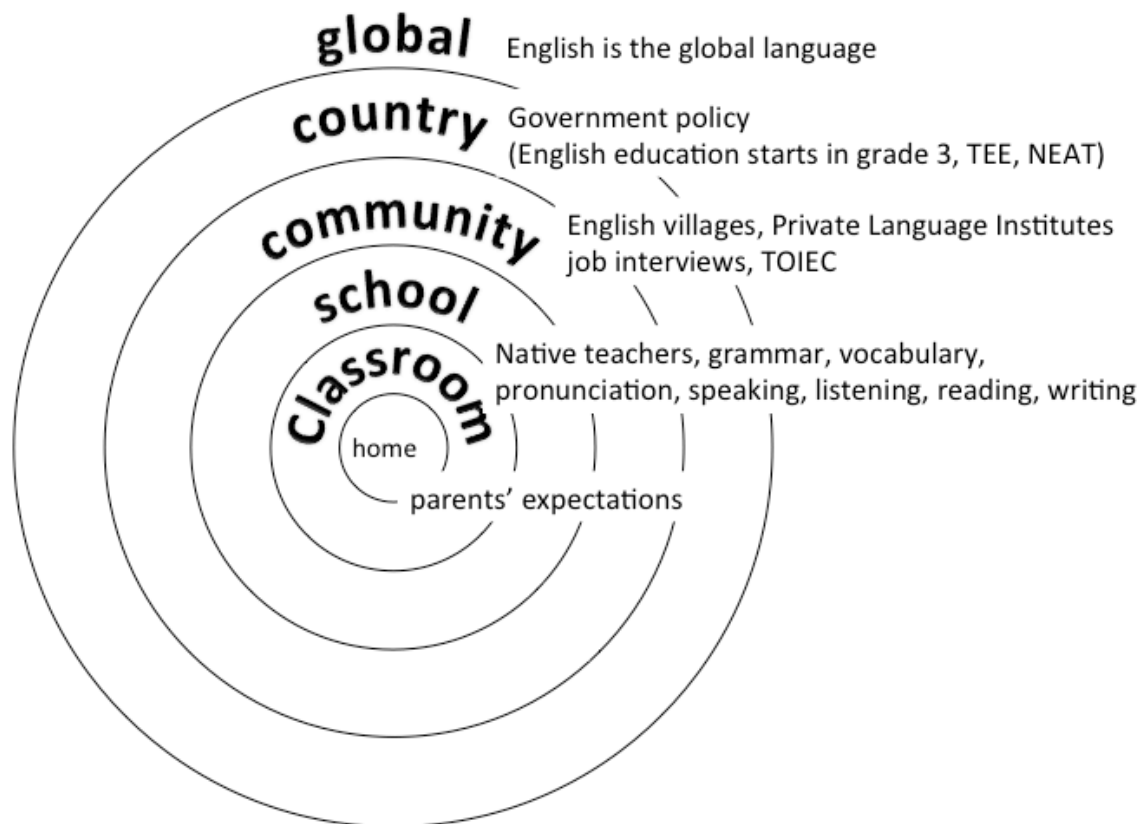 global
English is the global language
country
Government policy
(English education starts in grade 3, TEE, NEAT)
community
English villages, Private Language Institutes
job interviews, TOIEC
school
Classroom
Native teachers, grammar, vocabulary,
pronunciation, speaking, listening, reading, writing
home
parents' expectations